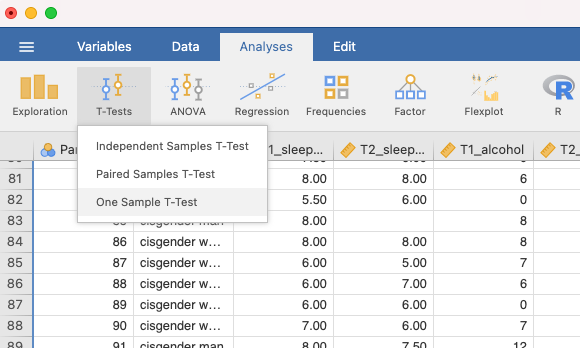 Variables Data Analyses Edit
Exploration T-Tests ANOVA Regression Frequencies Factor Flexplot R
Independent Samples T-Test
Paired Samples T-Test
One Sample T-Test
1_sleep... T2_sleep... T1_alcohol T2_
81 8.00 8.00 6
82 5.50 6.00 0
83 cisgender man 8.00 8
84 86 cisgender w... 8.00 8.00 8
85 87 cisgender w... 6.00 5.00 7
86 88 cisgender w... 6.00 7.00 6
87 89 cisgender w... 6.00 6.00 0
88 90 cisgender w... 7.00 6.00 7
89 91 cisgender man 8.00 7.50 12